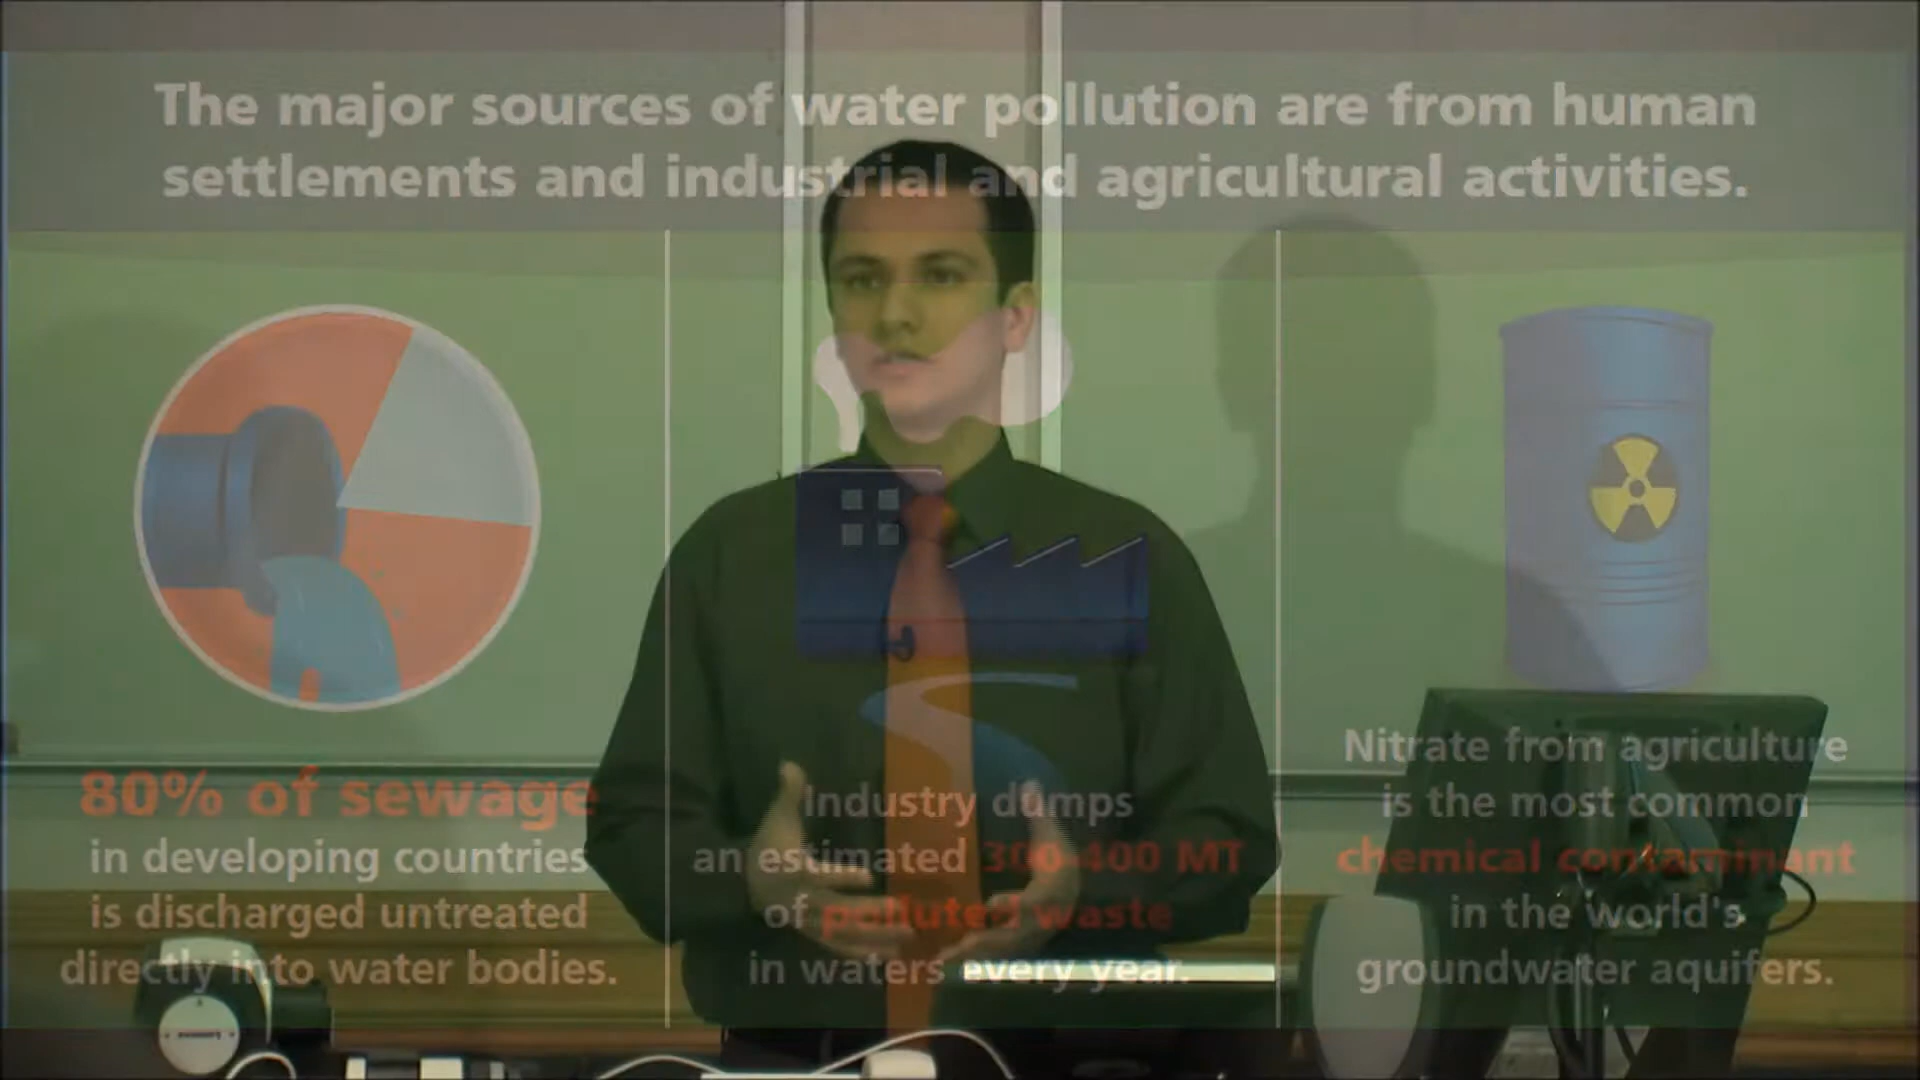 The major sources of water pollution are from human
settlements and industrial and agricultural activities.
80% of sewage
in developing countries
is discharged untreated
directly into water bodies.
Industry dumps
an estimated 300-400 MT
of polluted waste
in waters every year.
Nitrate from agriculture
is the most common
chemical contaminant
in the world's
groundwater aquifers.